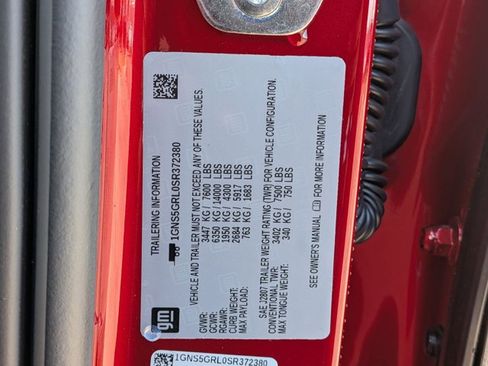 TRAILERING INFORMATION
1GNS5GRL0SR372380
VEHICLE AND TRAILER MUST NOT EXCEED ANY OF THESE VALUES.
GVWR: 3447 KG / 7600 LBS
GCWR: 6350 KG / 14000 LBS
RGAWR: 1950 KG / 4300 LBS
CURB WEIGHT: 2684 KG / 5917 LBS
MAX PAYLOAD: 763 KG / 1683 LBS
SAE J2807 TRAILER WEIGHT RATING (TWR) FOR VEHICLE CONFIGURATION.
CONVENTIONAL TWR: 3402 KG / 7500 LBS
MAX TONGUE WEIGHT: 340 KG / 750 LBS
SEE OWNER'S MANUAL FOR MORE INFORMATION
gm
1GNS5GRL0SR372380